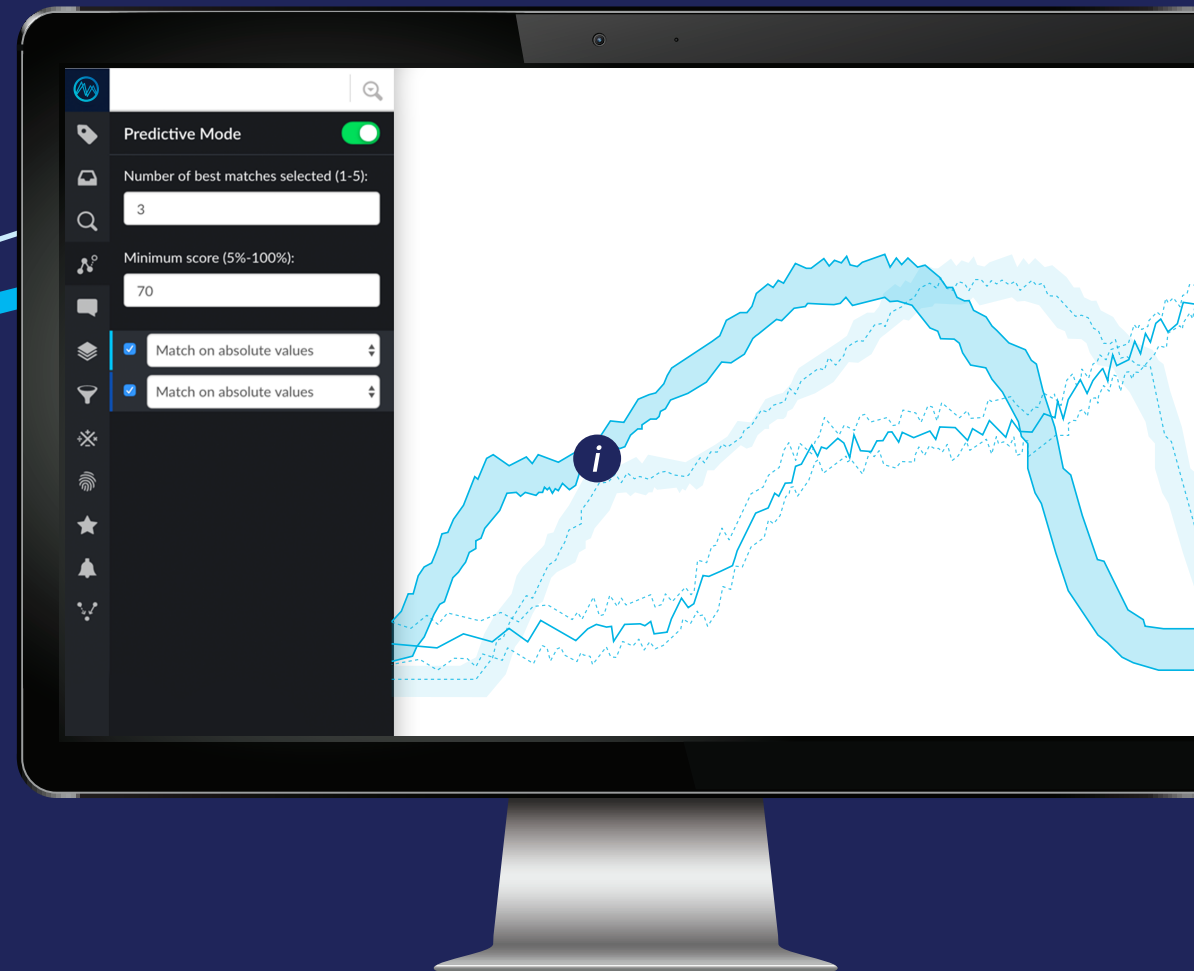 Predictive Mode
Number of best matches selected (1-5):
3
Minimum score (5%-100%):
70
Match on absolute values
Match on absolute values
i